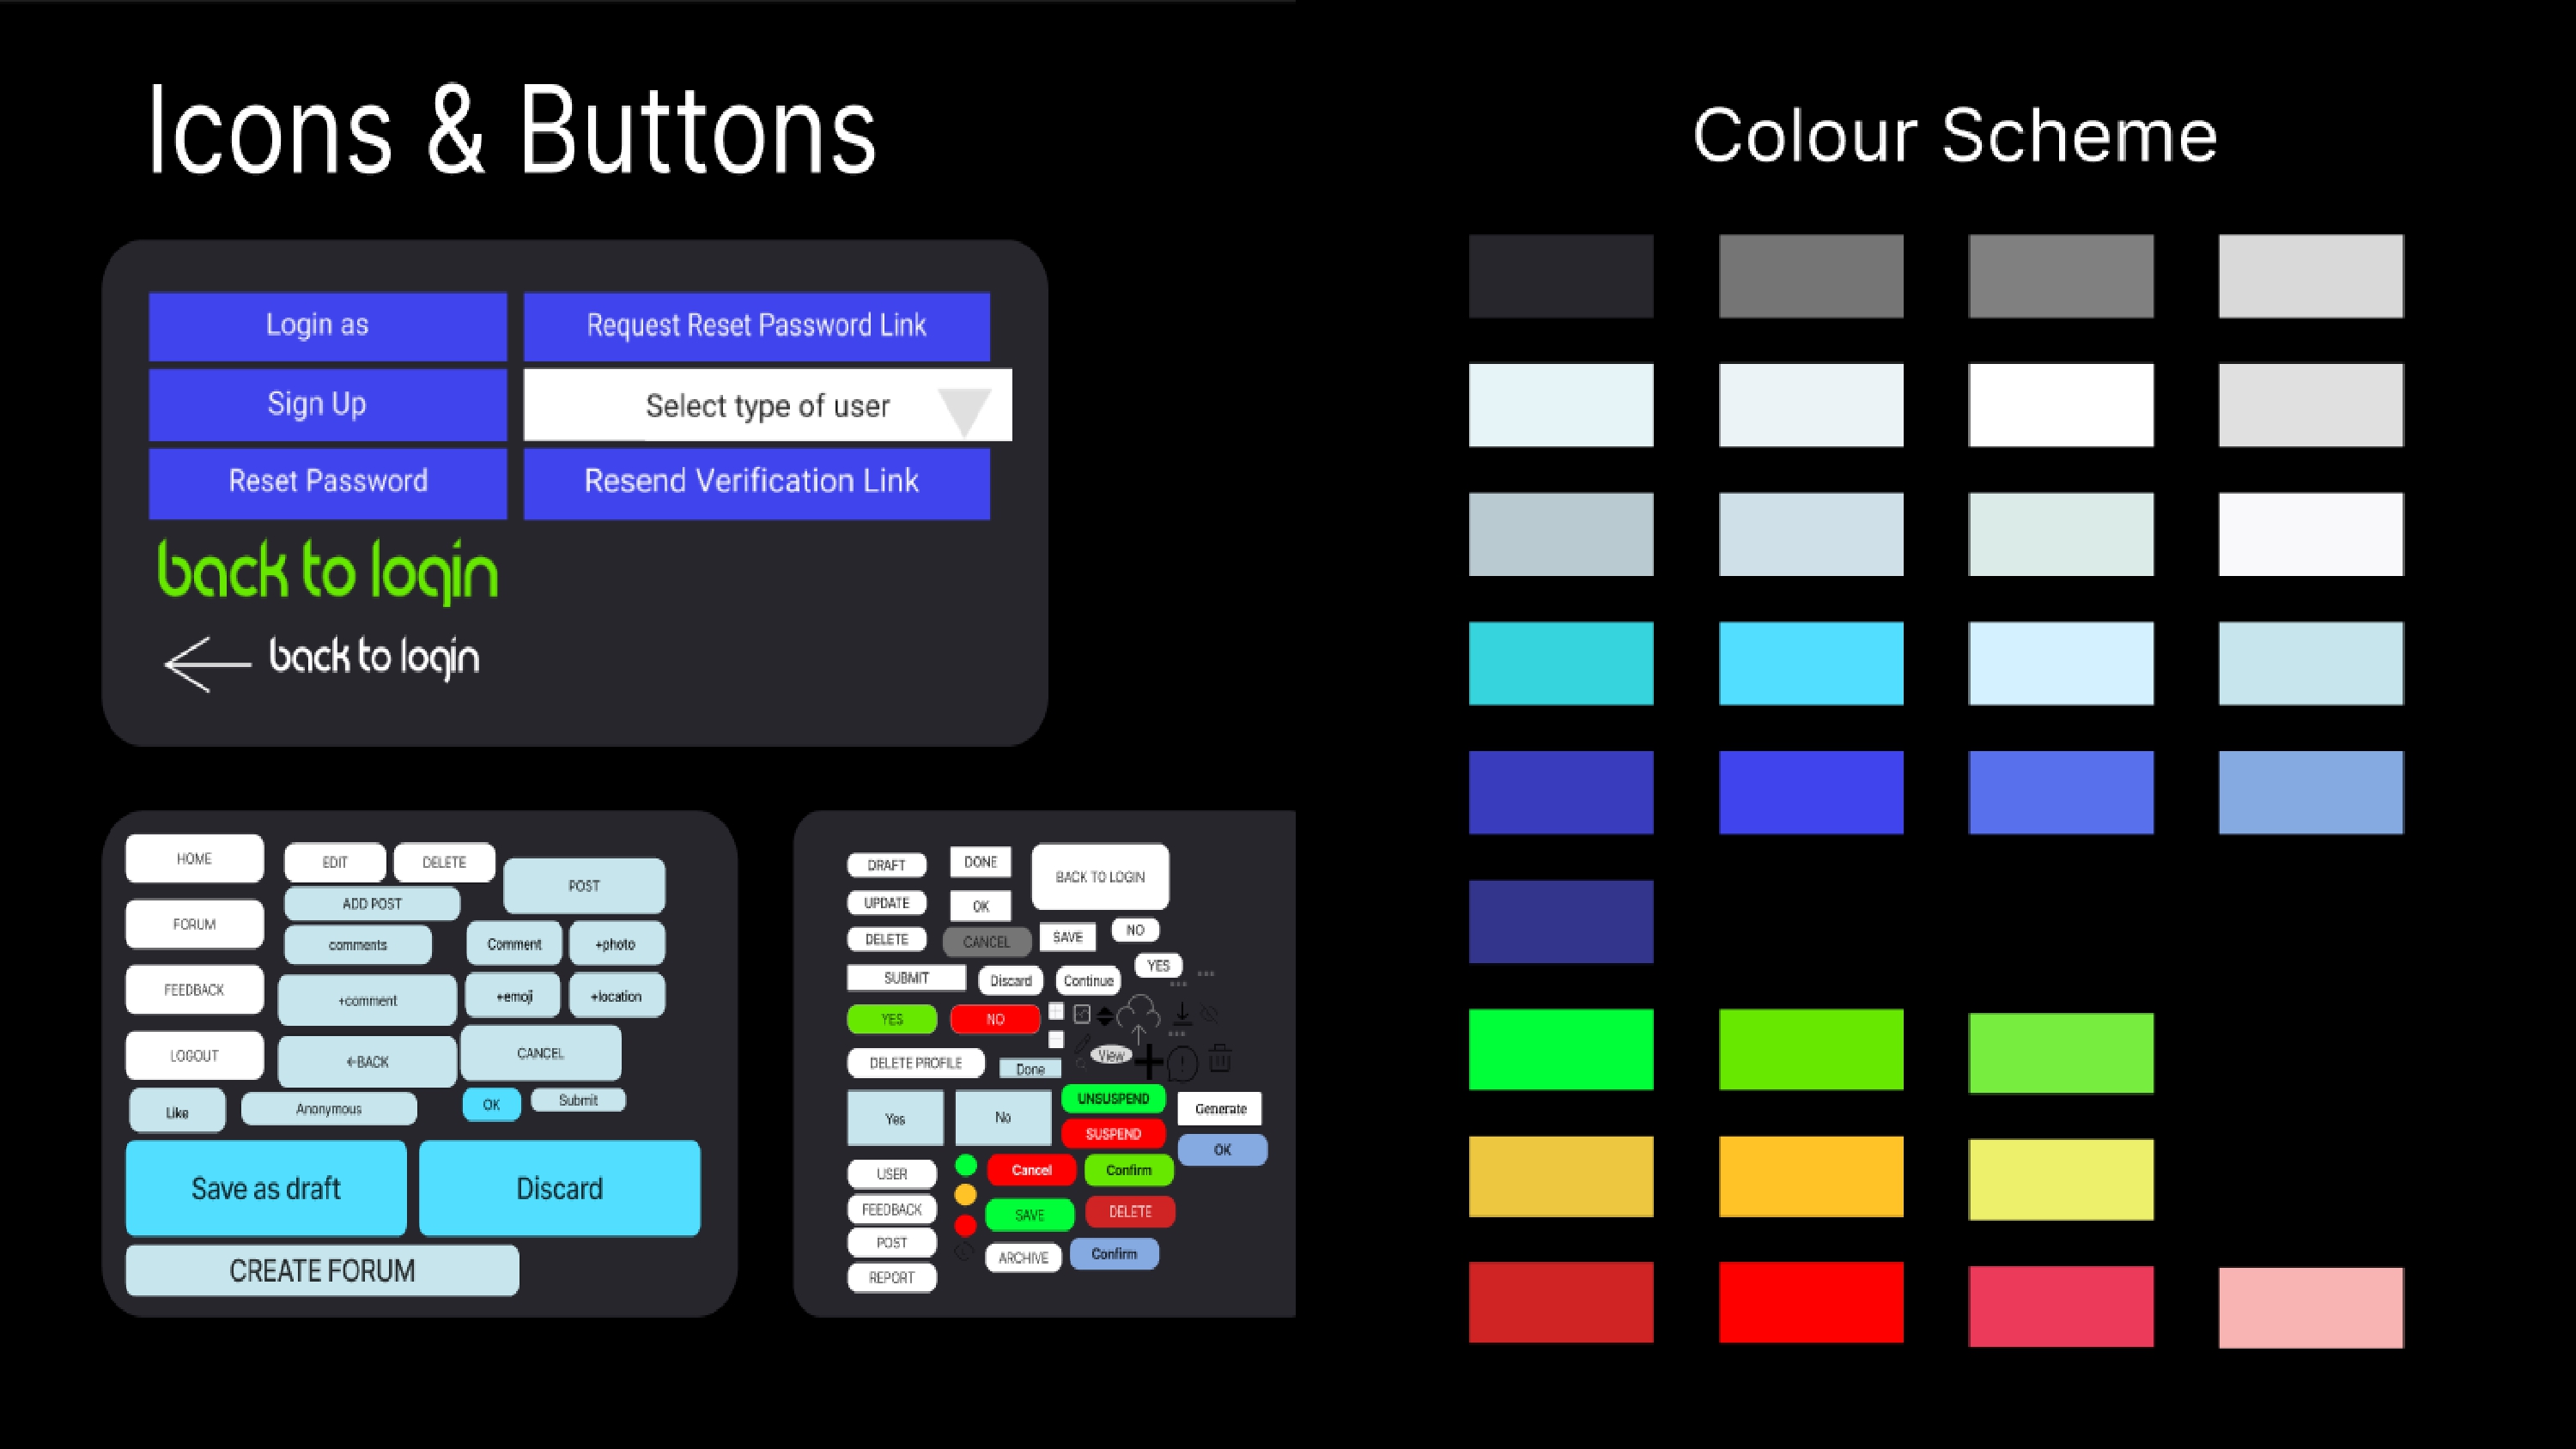 Icons & Buttons
Colour Scheme
Login as
Request Reset Password Link
Sign Up
Select type of user
Reset Password
Resend Verification Link
back to login
← back to login
HOME
EDIT
DELETE
POST
ADD POST
FORUM
comments
Comment
+photo
FEEDBACK
+comment
+emoji
+location
LOGOUT
←BACK
CANCEL
Like
Anonymous
OK
Submit
Save as draft
Discard
CREATE FORUM
DRAFT
DONE
BACK TO LOGIN
UPDATE
OK
DELETE
CANCEL
SAVE
NO
SUBMIT
Discard
Continue
YES
YES
NO
View
DELETE PROFILE
Done
Yes
No
UNSUSPEND
Generate
SUSPEND
OK
USER
Cancel
Confirm
FEEDBACK
SAVE
DELETE
POST
ARCHIVE
Confirm
REPORT